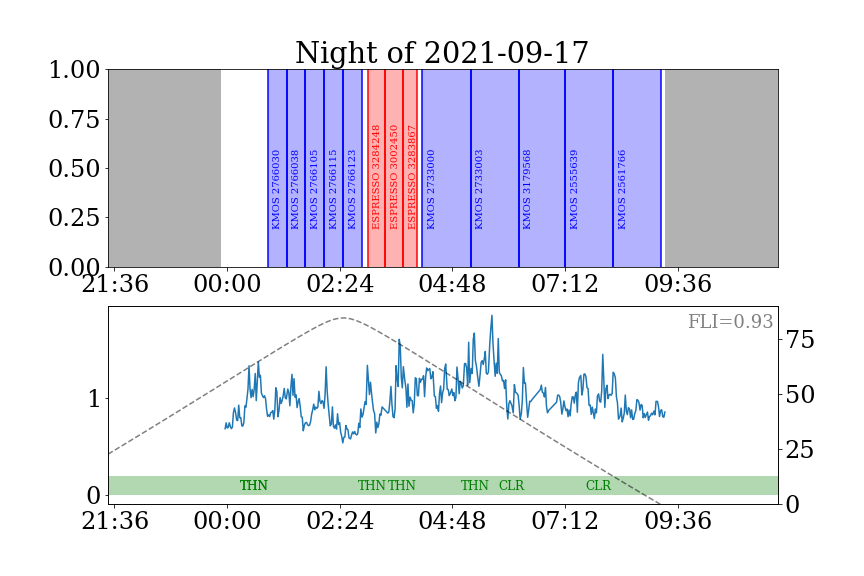 Night of 2021-09-17
1.00
0.75
0.50
0.25
0.00
KMOS 2766030
KMOS 2766038
KMOS 2766105
KMOS 2766115
KMOS 2766123
ESPRESSO 3284248
ESPRESSO 3002450
ESPRESSO 3283867
KMOS 2733000
KMOS 2733003
KMOS 3179568
KMOS 2555639
KMOS 2561766
21:36 00:00 02:24 04:48 07:12 09:36
FLI=0.93
1
0
75
50
25
0
THN THN THN THN CLR CLR
21:36 00:00 02:24 04:48 07:12 09:36